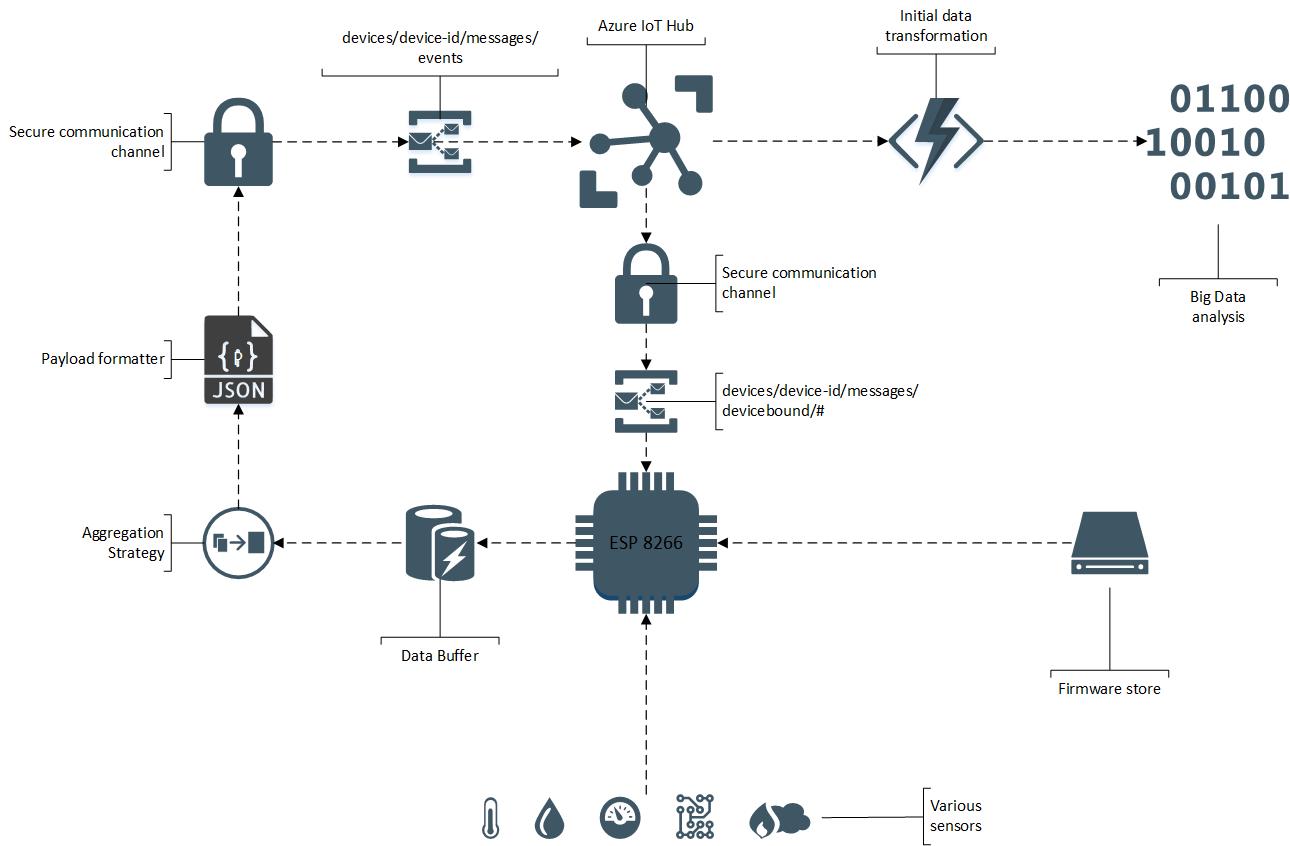 Azure IoT Hub
Initial data
transformation
devices/device-id/messages/
events
Secure communication
channel
01100
10010
00101
Secure communication
channel
Big Data
analysis
Payload formatter
{P}
JSON
devices/device-id/messages/
devicebound/#
Aggregation
Strategy
ESP 8266
Data Buffer
Firmware store
Various
sensors